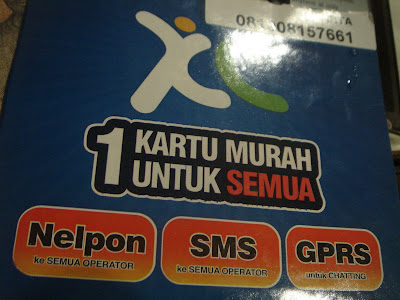 1 KARTU MURAH
UNTUK SEMUA
Nelpon
ke SEMUA OPERATOR
SMS
ke SEMUA OPERATOR
GPRS
untuk CHATTING